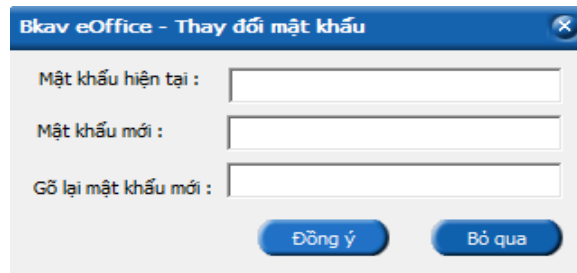 Bkav eOffice - Thay đổi mật khẩu
Mật khẩu hiện tại :
Mật khẩu mới :
Gõ lại mật khẩu mới :
Đồng ý Bỏ qua